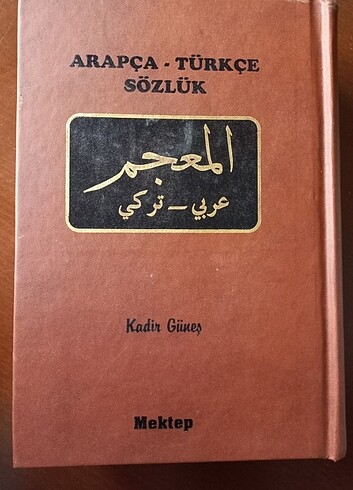 ARAPÇA - TÜRKÇE
SÖZLÜK
المعجم
عربي - تركي
Kadir Güneş
Mektep